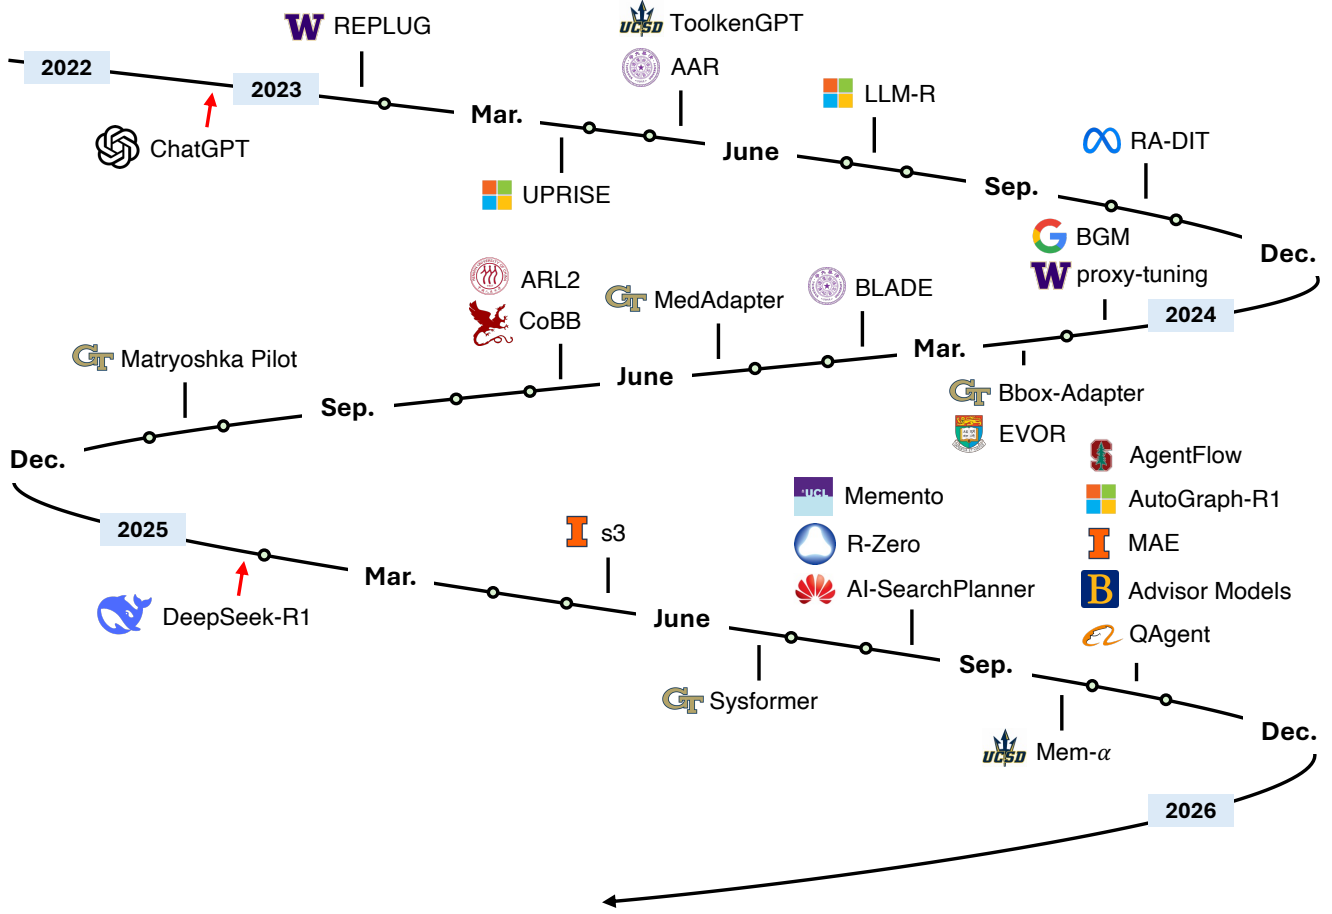 REPLUG
ToolkenGPT
AAR
2022
2023
ChatGPT
Mar.
UPRISE
June
LLM-R
Sep.
RA-DIT
BGM
proxy-tuning
Dec.
2024
ARL2
CoBB
MedAdapter
BLADE
Mar.
Bbox-Adapter
EVOR
June
Sep.
Matryoshka Pilot
Dec.
2025
DeepSeek-R1
Mar.
s3
June
Sysformer
UCL
Memento
R-Zero
AI-SearchPlanner
Sep.
AgentFlow
AutoGraph-R1
MAE
Advisor Models
QAgent
UCSD
Mem-α
Dec.
2026